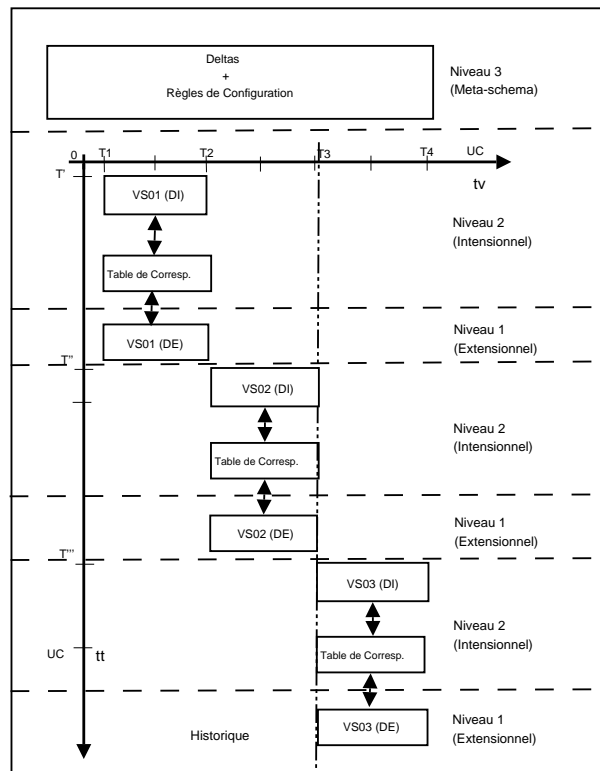 Deltas
+
Règles de Configuration
Niveau 3
(Meta-schema)
0
T1
T2
T3
T4
UC
tv
T'
VS01 (DI)
Niveau 2
(Intensionnel)
Table de Corresp.
VS01 (DE)
Niveau 1
(Extensionnel)
T"
VS02 (DI)
Niveau 2
(Intensionnel)
Table de Corresp.
VS02 (DE)
Niveau 1
(Extensionnel)
T'"
VS03 (DI)
Niveau 2
(Intensionnel)
UC
tt
Table de Corresp.
Historique
VS03 (DE)
Niveau 1
(Extensionnel)